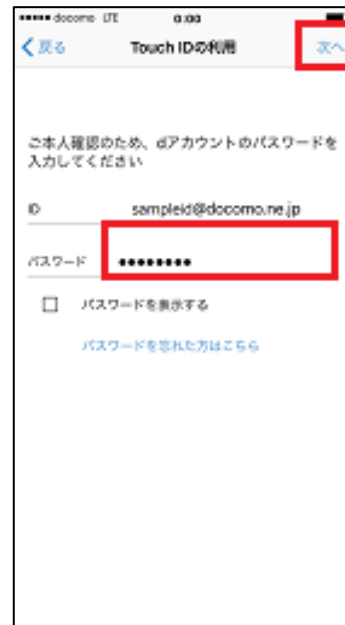 docomo LTE 0:00
戻る Touch IDの利用 次へ
ご本人確認のため、dアカウントのパスワードを
入力してください
ID sampleid@docomo.ne.jp
パスワード ●●●●●●●●
パスワードを表示する
パスワードを忘れた方はこちら